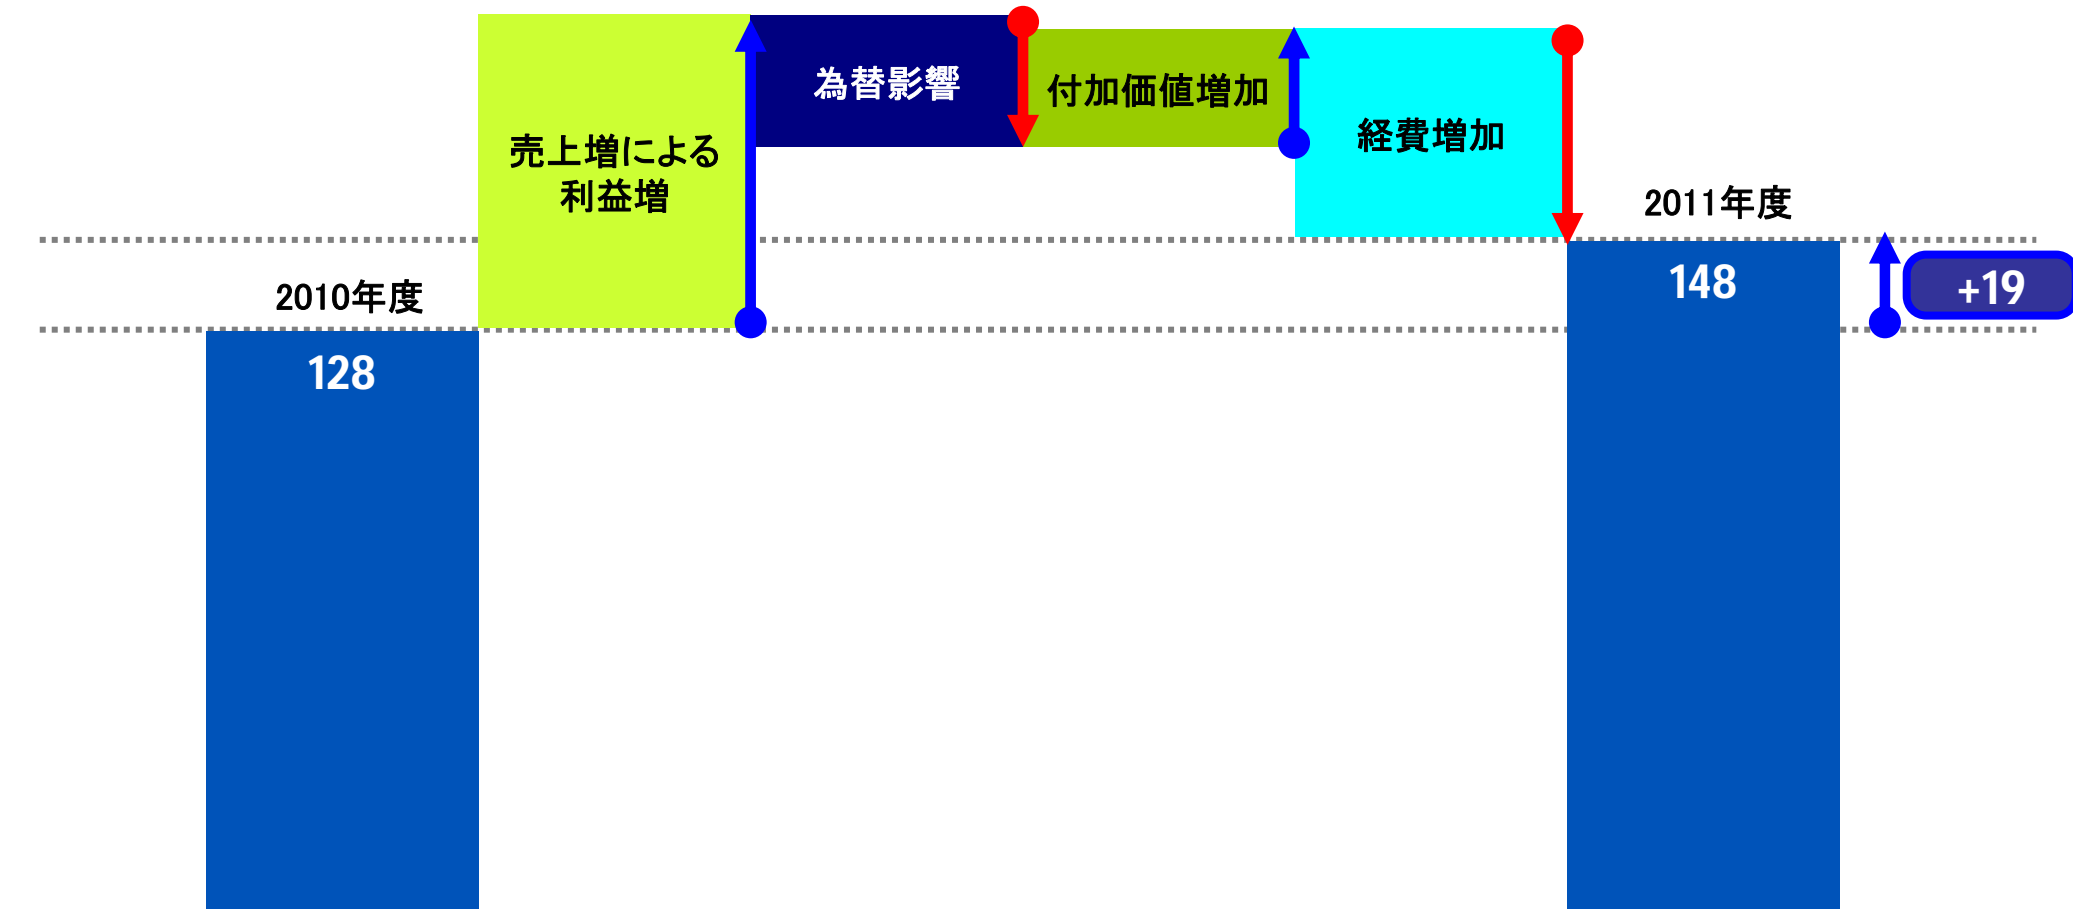 売上増による
利益増
為替影響
付加価値増加
経費増加
2010年度
128
2011年度
148
+19